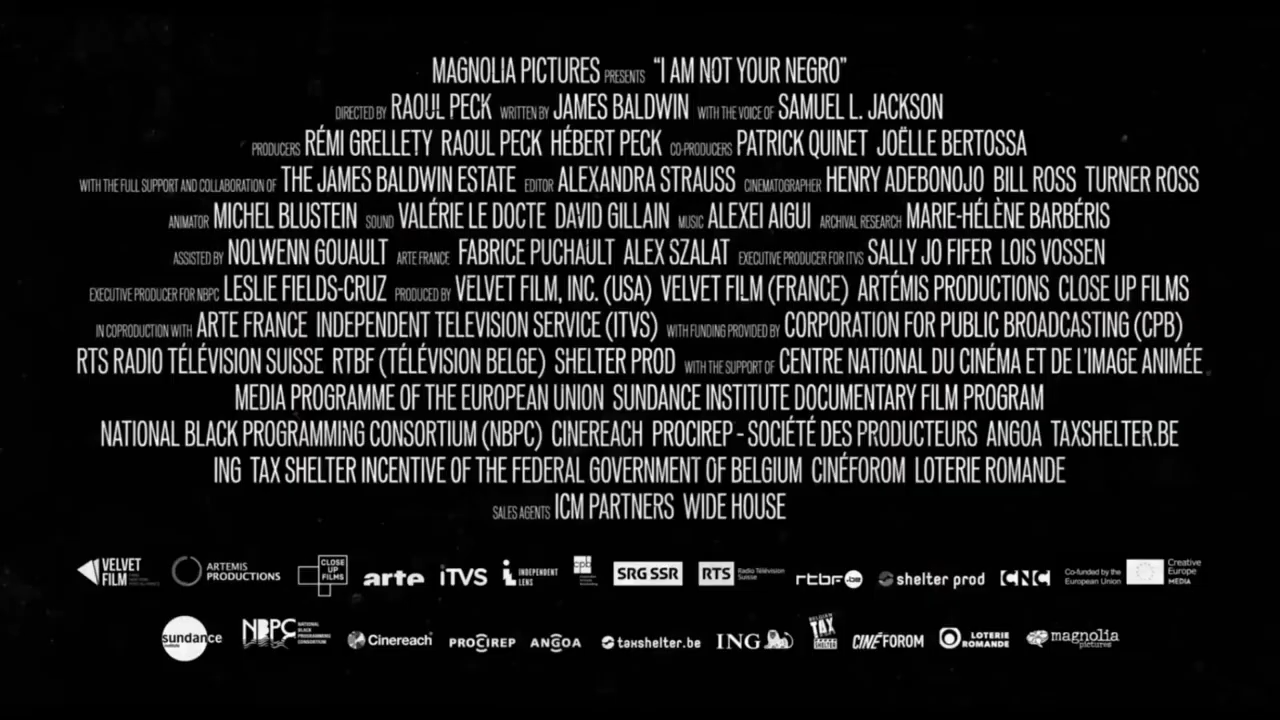 MAGNOLIA PICTURES PRESENTS "I AM NOT YOUR NEGRO"
DIRECTED BY RAOUL PECK WRITTEN BY JAMES BALDWIN WITH THE VOICE OF SAMUEL L. JACKSON
PRODUCERS RÉMI GRELLETY RAOUL PECK HÉBERT PECK CO-PRODUCERS PATRICK QUINET JOËLLE BERTOSSA
WITH THE FULL SUPPORT AND COLLABORATION OF THE JAMES BALDWIN ESTATE EDITOR ALEXANDRA STRAUSS CINEMATOGRAPHER HENRY ADEBONOJO BILL ROSS TURNER ROSS
ANIMATOR MICHEL BLUSTEIN SOUND VALÉRIE LE DOCTE DAVID GILLAIN MUSIC ALEXEI AIGUI ARCHIVAL RESEARCH MARIE-HÉLÈNE BARBÉRIS
ASSISTED BY NOLWENN GOUAULT ARTE FRANCE FABRICE PUCHAULT ALEX SZALAT EXECUTIVE PRODUCER FOR ITVS SALLY JO FIFER LOIS VOSSEN
EXECUTIVE PRODUCER FOR NBPC LESLIE FIELDS-CRUZ PRODUCED BY VELVET FILM, INC. (USA) VELVET FILM (FRANCE) ARTÉMIS PRODUCTIONS CLOSE UP FILMS
IN COPRODUCTION WITH ARTE FRANCE INDEPENDENT TELEVISION SERVICE (ITVS) WITH FUNDING PROVIDED BY CORPORATION FOR PUBLIC BROADCASTING (CPB)
RTS RADIO TÉLÉVISION SUISSE RTBF (TÉLÉVISION BELGE) SHELTER PROD WITH THE SUPPORT OF CENTRE NATIONAL DU CINÉMA ET DE L'IMAGE ANIMÉE
MEDIA PROGRAMME OF THE EUROPEAN UNION SUNDANCE INSTITUTE DOCUMENTARY FILM PROGRAM
NATIONAL BLACK PROGRAMMING CONSORTIUM (NBPC) CINEREACH PROCIREP - SOCIÉTÉ DES PRODUCTEURS ANGOA TAXSHELTER.BE
ING TAX SHELTER INCENTIVE OF THE FEDERAL GOVERNMENT OF BELGIUM CINÉFOROM LOTERIE ROMANDE
SALES AGENTS ICM PARTNERS WIDE HOUSE
VELVET FILM
ARTEMIS PRODUCTIONS
CLOSE UP FILMS
arte
iTVS
INDEPENDENT LENS
cpb
SRG SSR
RTS Radio Télévision Suisse
rtbf.be
shelter prod
CNC
Co-funded by the European Union
Creative Europe MEDIA
sundance institute
NBPC NATIONAL BLACK PROGRAMMING CONSORTIUM
Cinereach
PROCIREP
ANGOA
taxshelter.be
ING
BELGIAN TAX SHELTER
CINÉFOROM
LOTERIE ROMANDE
magnolia pictures